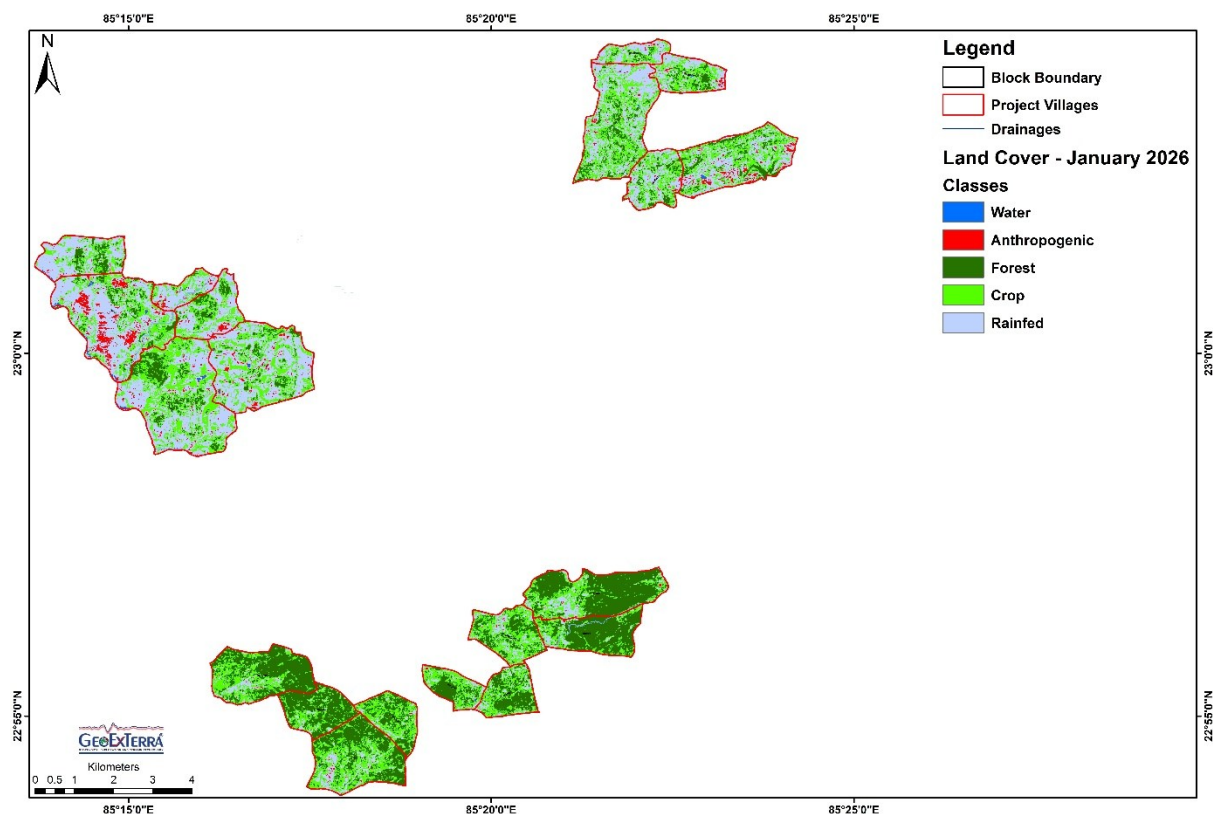 85°15'0"E 85°20'0"E 85°25'0"E
N
Legend
Block Boundary
Project Villages
Drainages
Land Cover - January 2026
Classes
Water
Anthropogenic
Forest
Crop
Rainfed
23°0'0"N 23°0'0"N
22°55'0"N 22°55'0"N
GEOEXTERRA
Kilometers
0 0.5 1 2 3 4
85°15'0"E 85°20'0"E 85°25'0"E